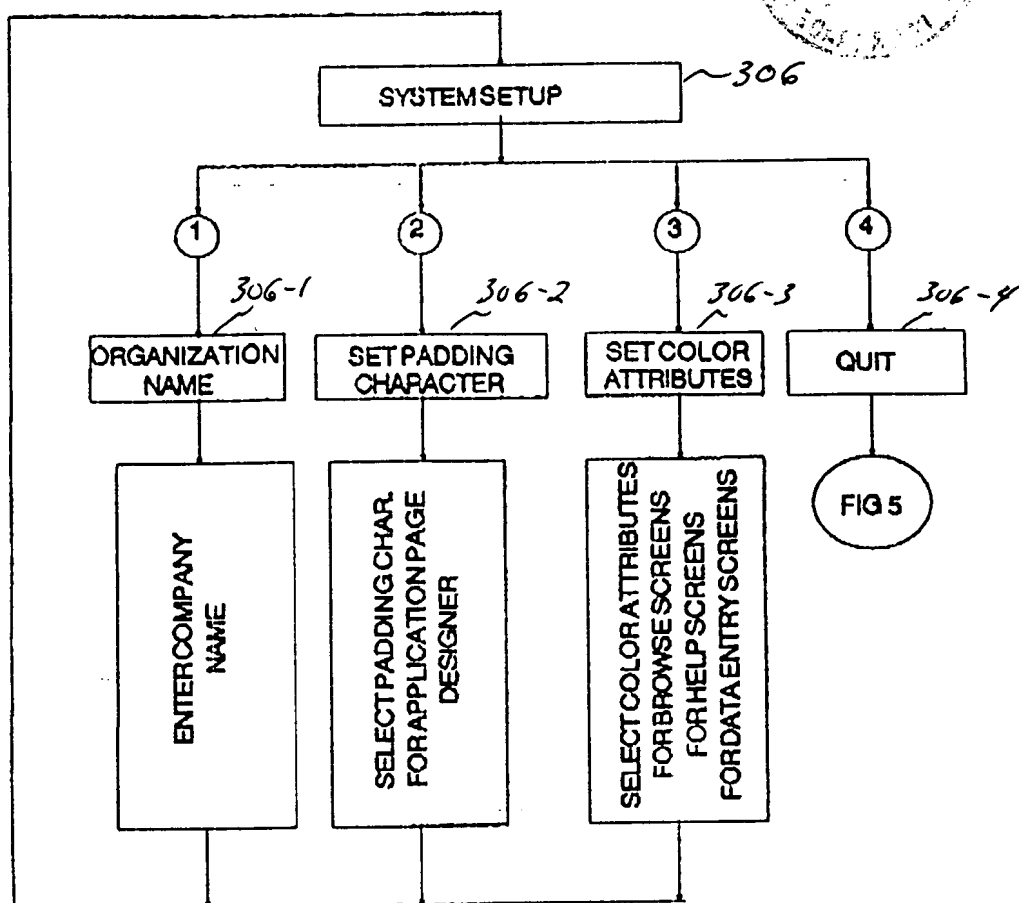 SYSTEM SETUP
306
1
2
3
4
306-1
306-2
306-3
306-4
ORGANIZATION
NAME
SET PADDING
CHARACTER
SET COLOR
ATTRIBUTES
QUIT
ENTER COMPANY
NAME
SELECT PADDING CHAR.
FOR APPLICATION PAGE
DESIGNER
SELECT COLOR ATTRIBUTES
FOR BROWSE SCREENS
FOR HELP SCREENS
FOR DATA ENTRY SCREENS
FIG 5